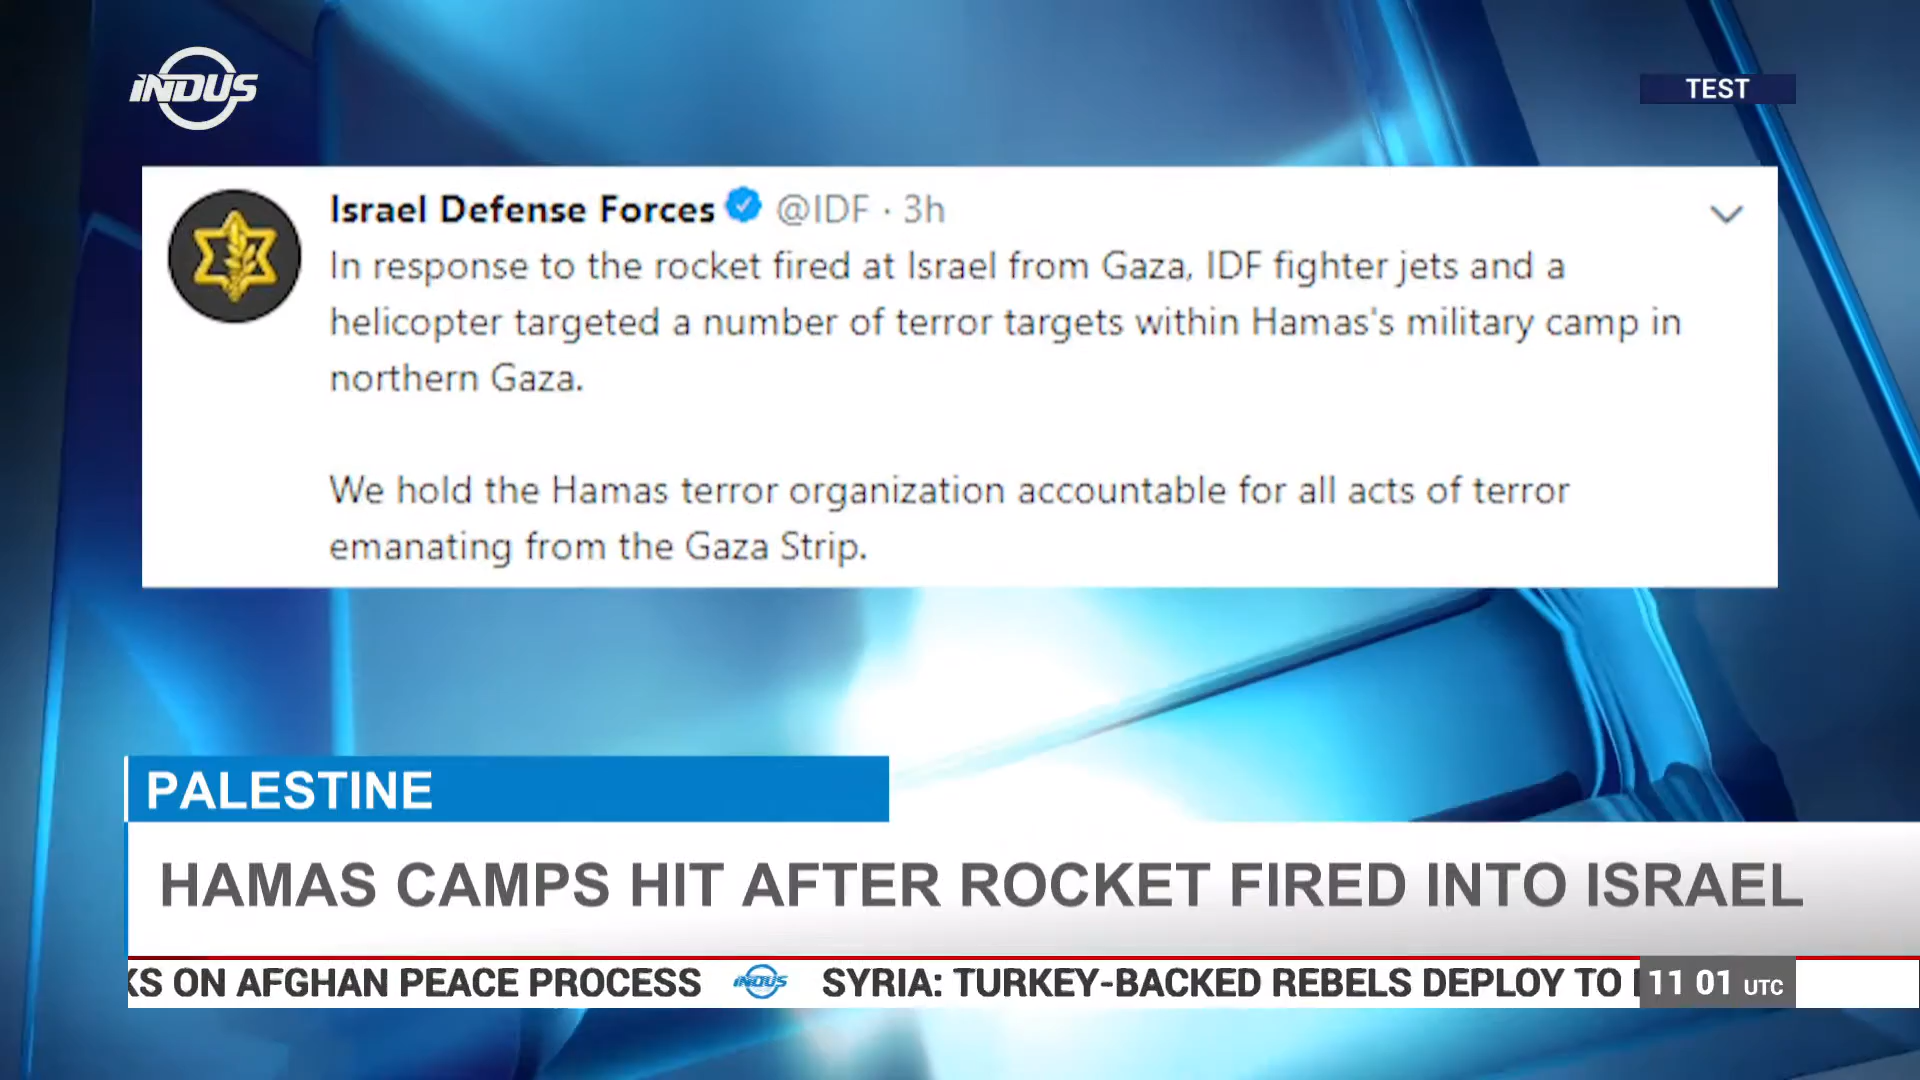 INDUS
TEST
Israel Defense Forces @IDF · 3h
In response to the rocket fired at Israel from Gaza, IDF fighter jets and a
helicopter targeted a number of terror targets within Hamas's military camp in
northern Gaza.
We hold the Hamas terror organization accountable for all acts of terror
emanating from the Gaza Strip.
PALESTINE
HAMAS CAMPS HIT AFTER ROCKET FIRED INTO ISRAEL
KS ON AFGHAN PEACE PROCESS INDUS SYRIA: TURKEY-BACKED REBELS DEPLOY TO 11 01 UTC